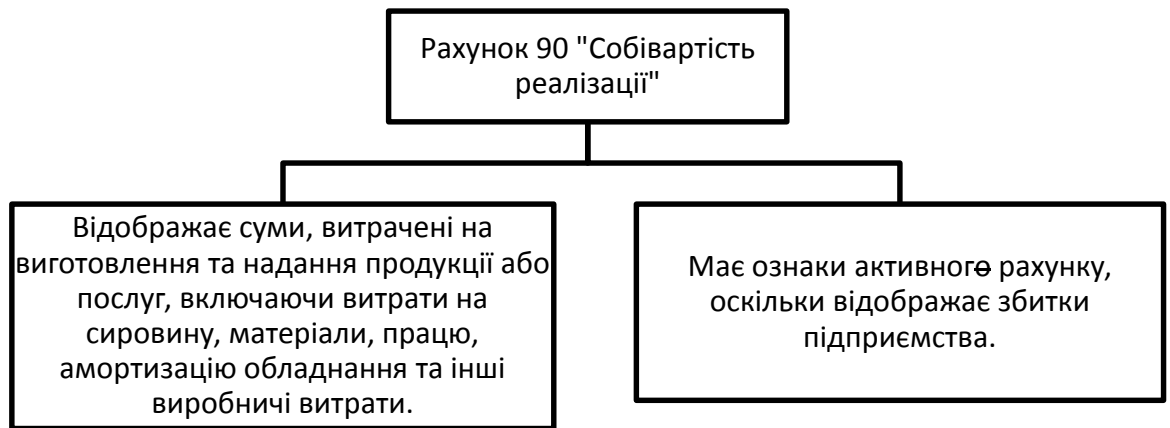 Рахунок 90 "Собівартість
реалізації"
Відображає суми, витрачені на
виготовлення та надання продукції або
послуг, включаючи витрати на
сировину, матеріали, працю,
амортизацію обладнання та інші
виробничі витрати.
Має ознаки активного рахунку,
оскільки відображає збитки
підприємства.